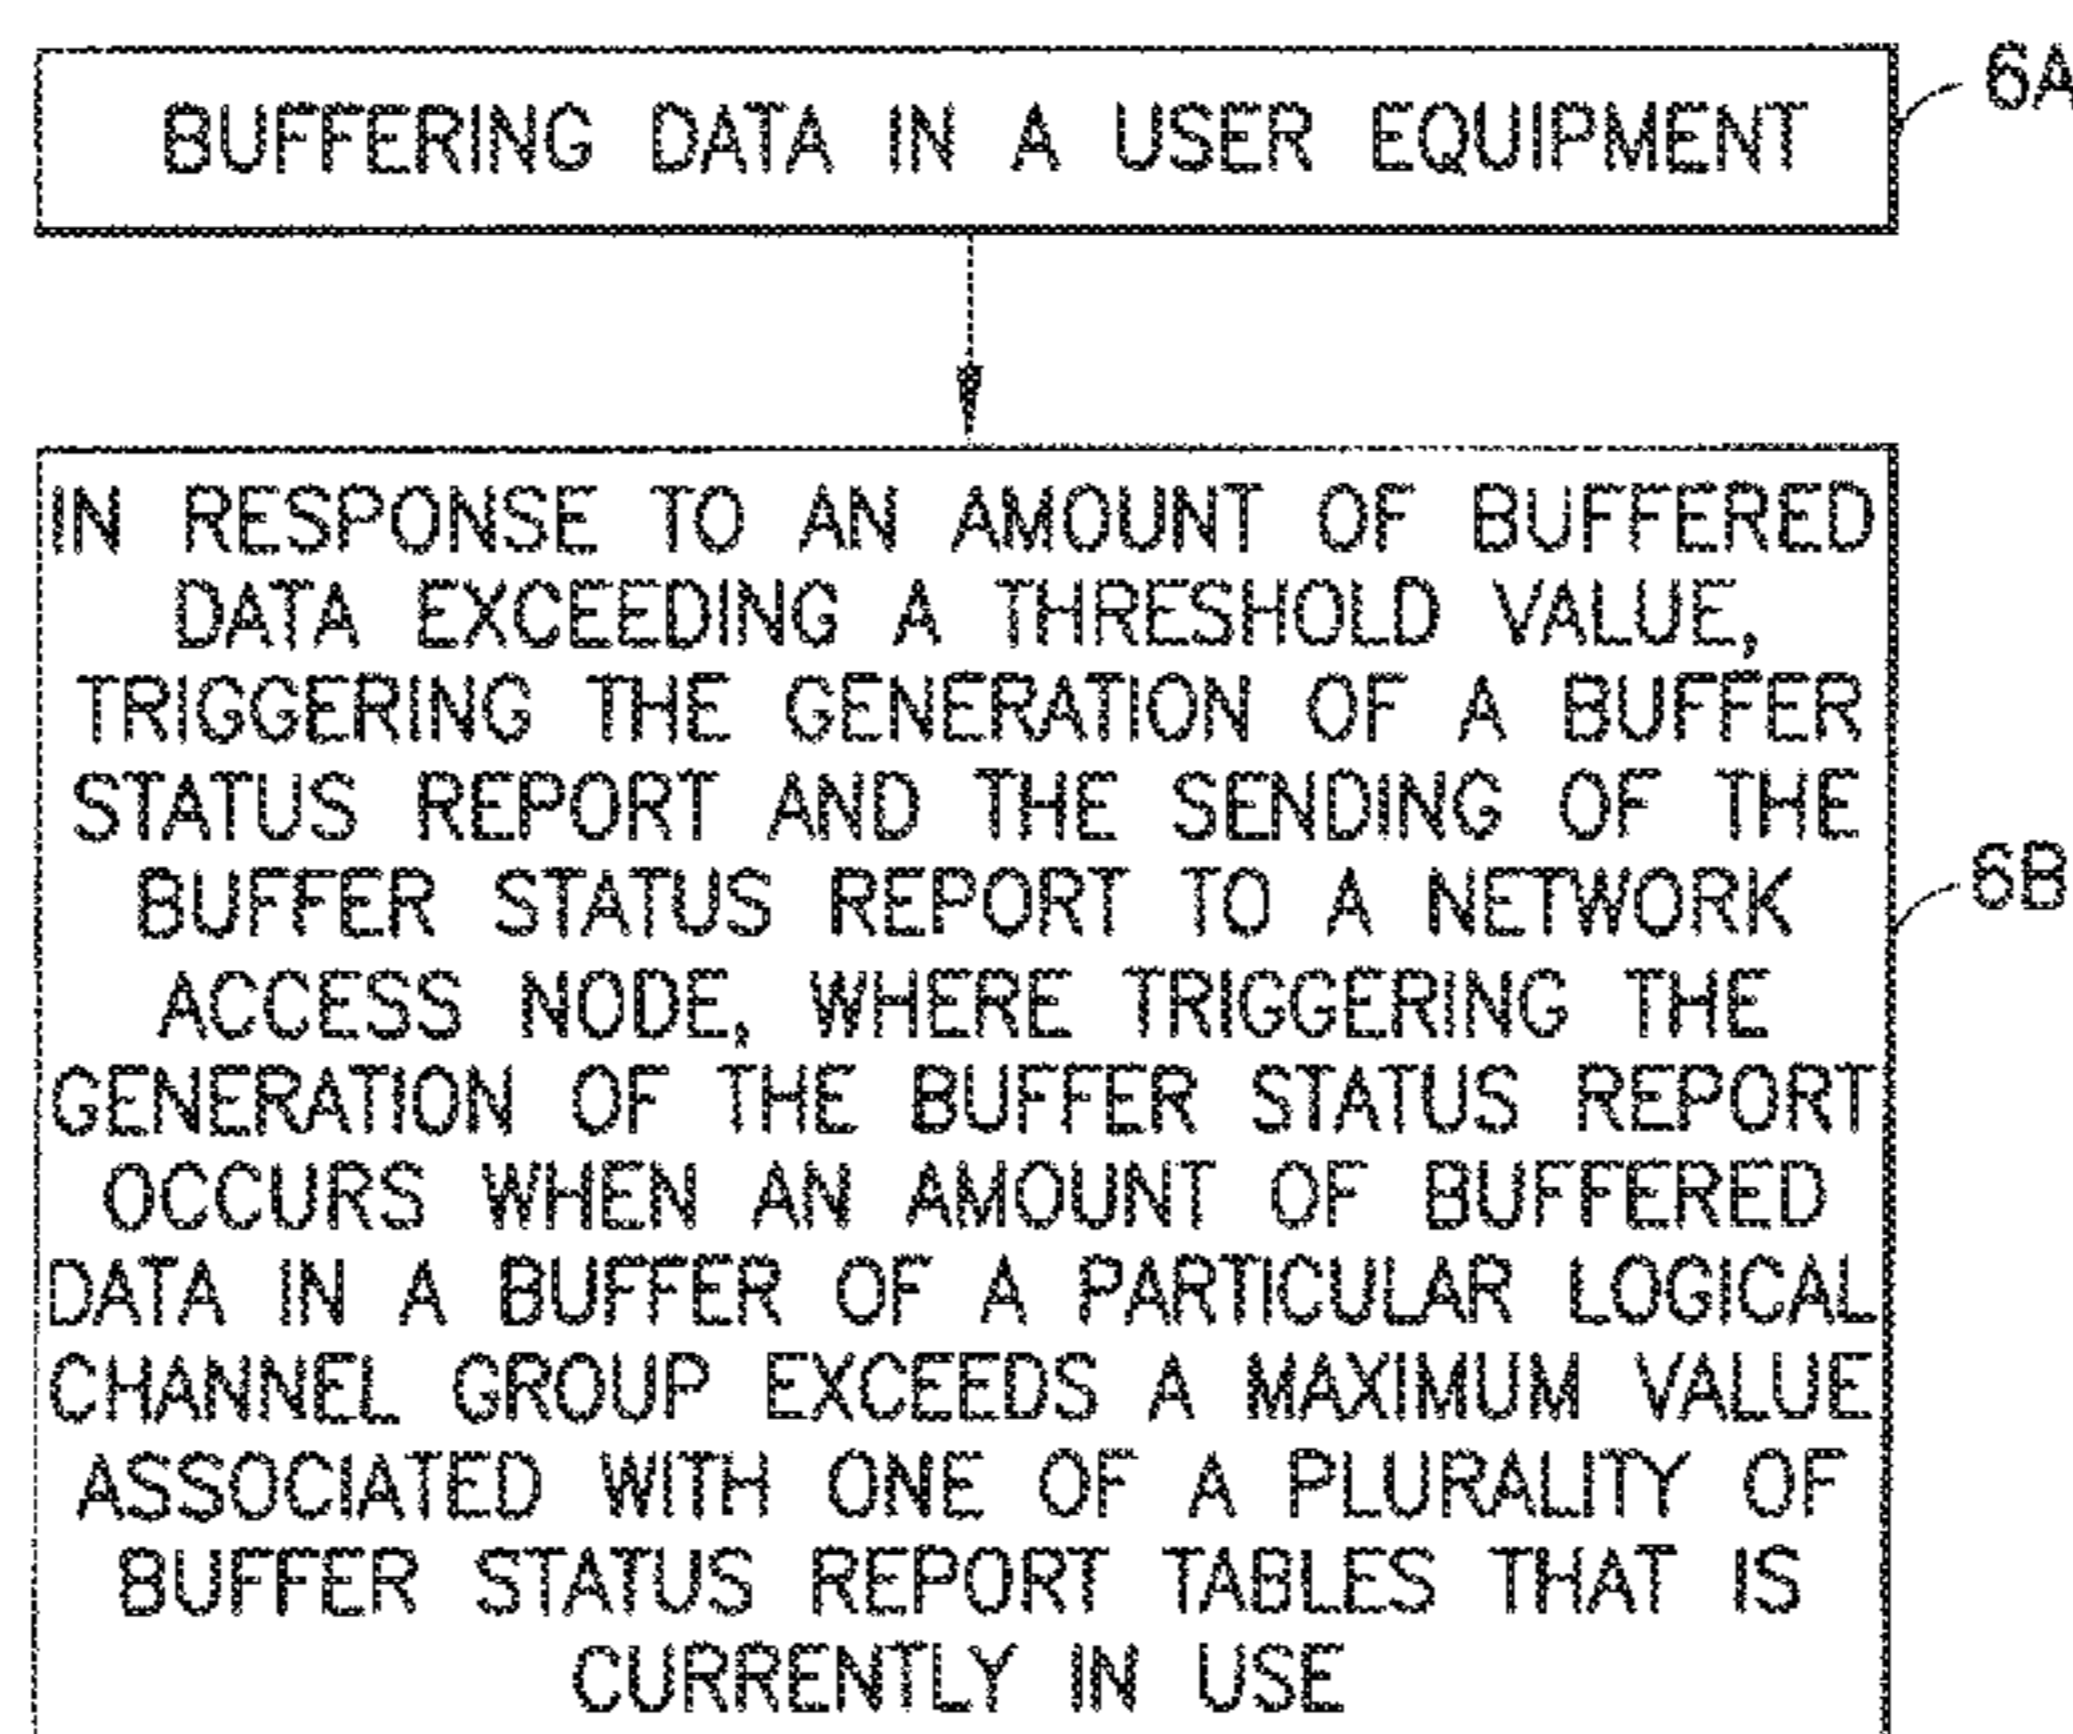 BUFFERING DATA IN A USER EQUIPMENT
6A
IN RESPONSE TO AN AMOUNT OF BUFFERED
DATA EXCEEDING A THRESHOLD VALUE,
TRIGGERING THE GENERATION OF A BUFFER
STATUS REPORT AND THE SENDING OF THE
BUFFER STATUS REPORT TO A NETWORK
ACCESS NODE, WHERE TRIGGERING THE
GENERATION OF THE BUFFER STATUS REPORT
OCCURS WHEN AN AMOUNT OF BUFFERED
DATA IN A BUFFER OF A PARTICULAR LOGICAL
CHANNEL GROUP EXCEEDS A MAXIMUM VALUE
ASSOCIATED WITH ONE OF A PLURALITY OF
BUFFER STATUS REPORT TABLES THAT IS
CURRENTLY IN USE
6B